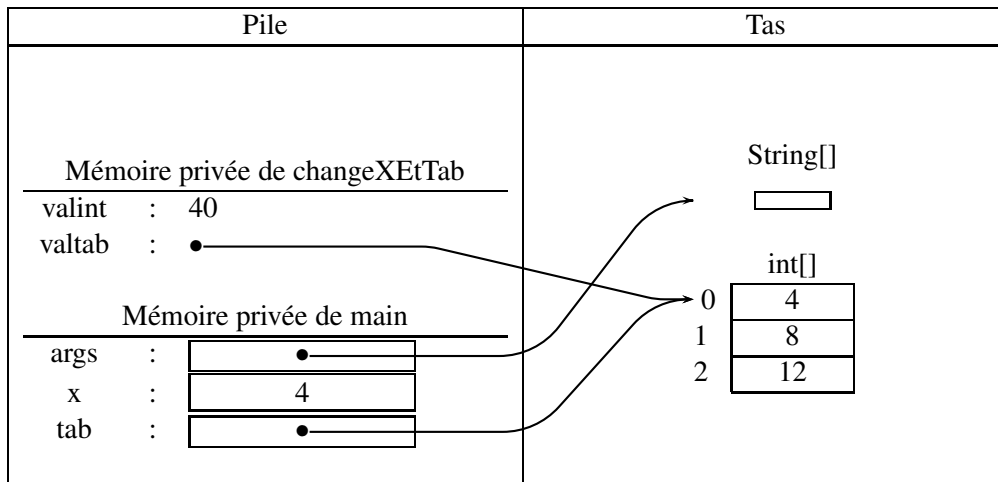 Pile Tas
String[]
Mémoire privée de changeXEtTab
valint : 40
valtab :
int[]
0 4
Mémoire privée de main
1 8
args :
2 12
x : 4
tab :